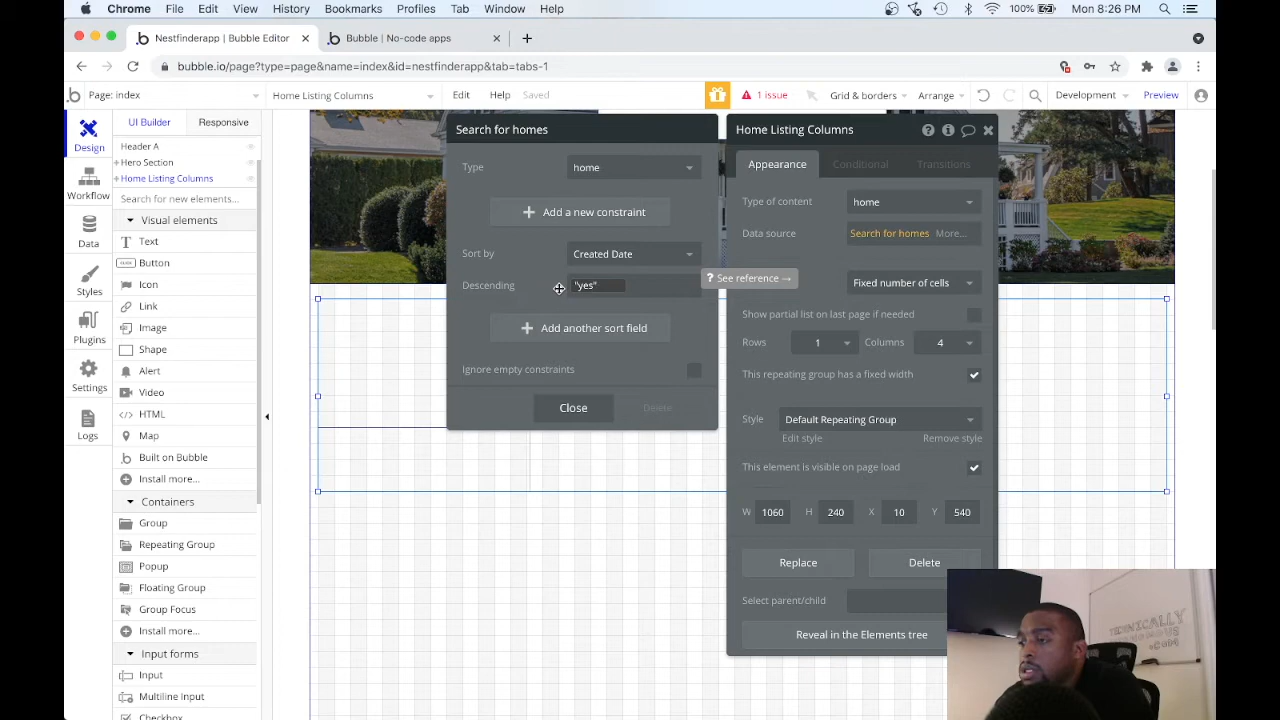 Chrome File Edit View History Bookmarks Profiles Tab Window Help 100% Mon 8:26 PM
Nestfinderapp | Bubble Editor Bubble | No-code apps
bubble.io/page?type=page&name=index&id=nestfinderapp&tab=tabs-1
Page: index Home Listing Columns Edit Help Saved 1 issue Grid & borders Arrange Development Preview
Design
Workflow
Data
Styles
Plugins
Settings
Logs
UI Builder Responsive
Header A
Hero Section
Home Listing Columns
Search for new elements...
Visual elements
Text
Button
Icon
Link
Image
Shape
Alert
Video
HTML
Map
Built on Bubble
Install more...
Containers
Group
Repeating Group
Popup
Floating Group
Group Focus
Install more...
Input forms
Input
Multiline Input
Checkbox
Search for homes
Type home
Add a new constraint
Sort by Created Date
Descending "yes"
Add another sort field
Ignore empty constraints
Close Delete
? See reference →
Home Listing Columns
Appearance Conditional Transitions
Type of content home
Data source Search for homes More...
Fixed number of cells
Show partial list on last page if needed
Rows 1 Columns 4
This repeating group has a fixed width
Style Default Repeating Group
Edit style Remove style
This element is visible on page load
W 1060 H 240 X 10 Y 540
Replace Delete
Select parent/child
Reveal in the Elements tree
TECHNICALLY